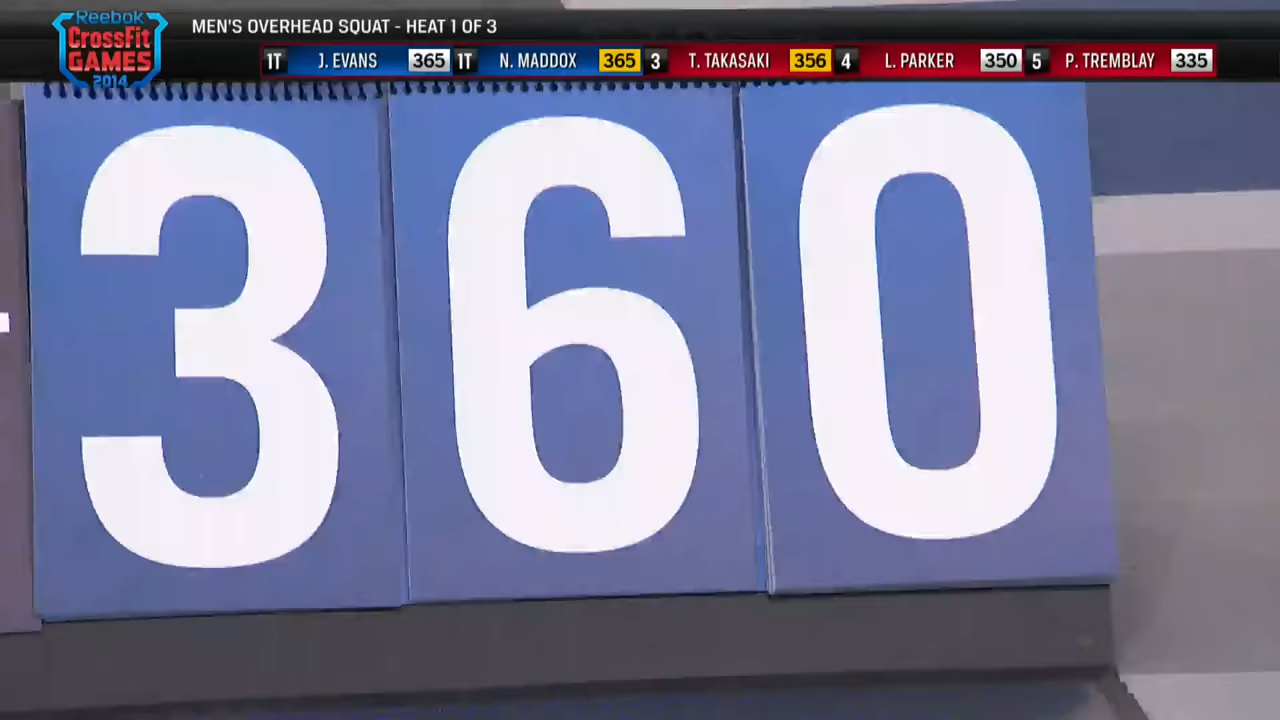 Reebok
CrossFit
GAMES
2014
MEN'S OVERHEAD SQUAT - HEAT 1 OF 3
1T J. EVANS 365 1T N. MADDOX 365 3 T. TAKASAKI 356 4 L. PARKER 350 5 P. TREMBLAY 335
360